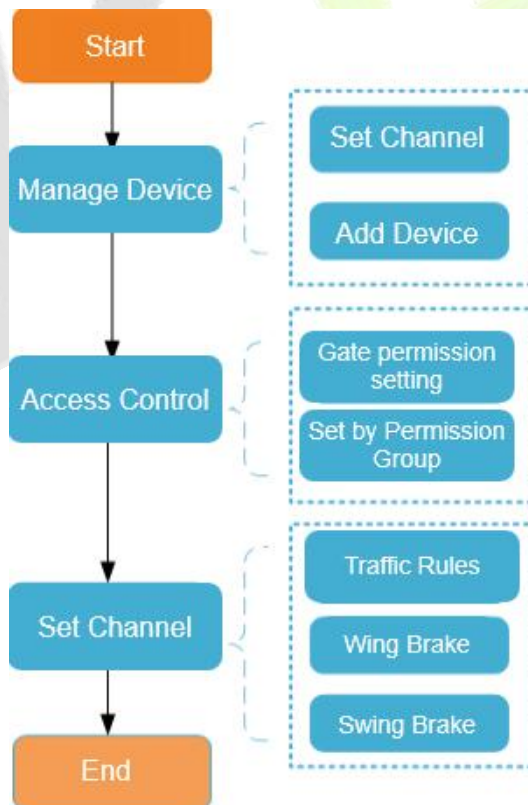 Start
Manage Device
Set Channel
Add Device
Access Control
Gate permission
setting
Set by Permission
Group
Set Channel
Traffic Rules
Wing Brake
Swing Brake
End